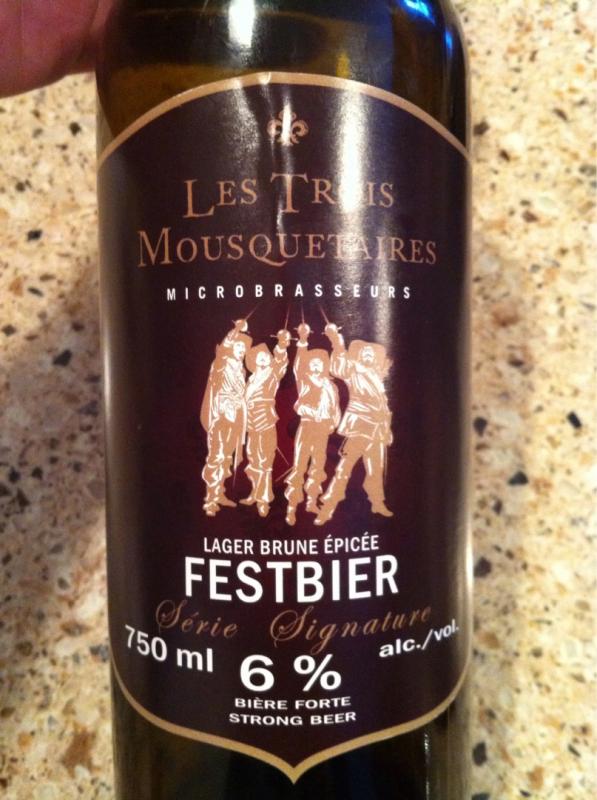 LES TROIS
MOUSQUETAIRES
MICROBRASSEURS
LAGER BRUNE ÉPICÉE
FESTBIER
Série Signature
750 ml 6 % alc./vol.
BIÈRE FORTE
STRONG BEER